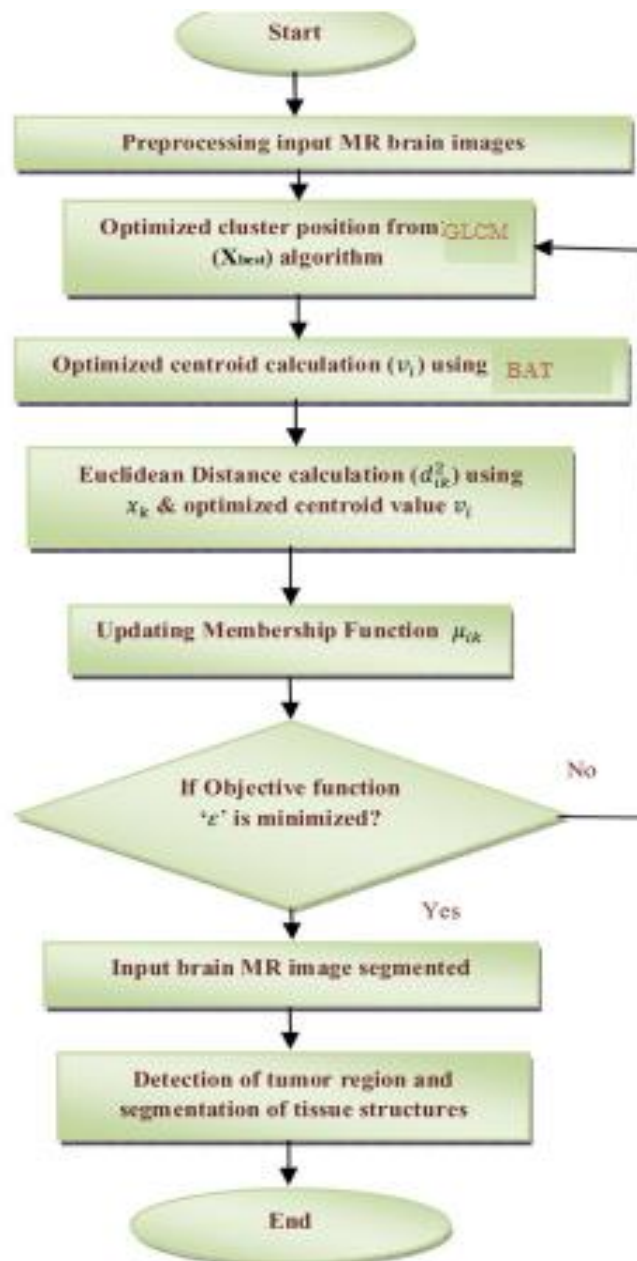 Start
Preprocessing input MR brain images
Optimized cluster position from GLCM
(Xbest) algorithm
Optimized centroid calculation (vᵢ) using BAT
Euclidean Distance calculation (d²ᵢₖ) using
xₖ & optimized centroid value vᵢ
Updating Membership Function μᵢₖ
If Objective function
‘ε’ is minimized?
No
Yes
Input brain MR image segmented
Detection of tumor region and
segmentation of tissue structures
End